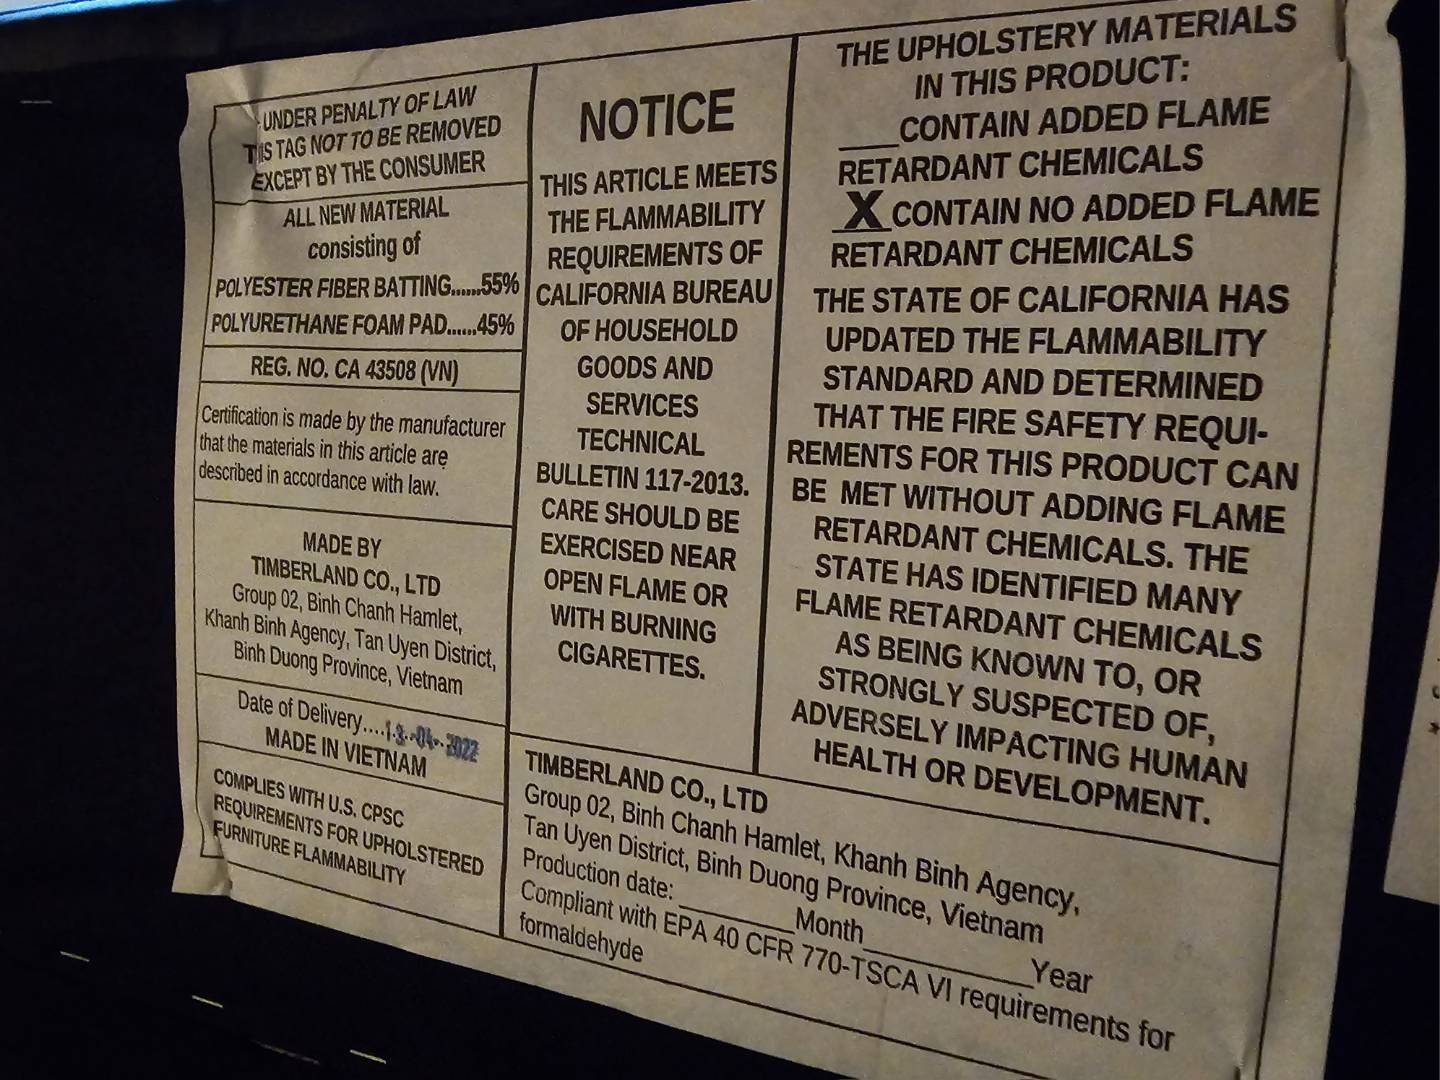 UNDER PENALTY OF LAW
THIS TAG NOT TO BE REMOVED
EXCEPT BY THE CONSUMER
ALL NEW MATERIAL
consisting of
POLYESTER FIBER BATTING......55%
POLYURETHANE FOAM PAD......45%
REG. NO. CA 43508 (VN)
Certification is made by the manufacturer
that the materials in this article are
described in accordance with law.
MADE BY
TIMBERLAND CO., LTD
Group 02, Binh Chanh Hamlet,
Khanh Binh Agency, Tan Uyen District,
Binh Duong Province, Vietnam
Date of Delivery....13-04-2022
MADE IN VIETNAM
COMPLIES WITH U.S. CPSC
REQUIREMENTS FOR UPHOLSTERED
FURNITURE FLAMMABILITY
NOTICE
THIS ARTICLE MEETS
THE FLAMMABILITY
REQUIREMENTS OF
CALIFORNIA BUREAU
OF HOUSEHOLD
GOODS AND
SERVICES
TECHNICAL
BULLETIN 117-2013.
CARE SHOULD BE
EXERCISED NEAR
OPEN FLAME OR
WITH BURNING
CIGARETTES.
THE UPHOLSTERY MATERIALS
IN THIS PRODUCT:
___CONTAIN ADDED FLAME
RETARDANT CHEMICALS
X CONTAIN NO ADDED FLAME
RETARDANT CHEMICALS
THE STATE OF CALIFORNIA HAS
UPDATED THE FLAMMABILITY
STANDARD AND DETERMINED
THAT THE FIRE SAFETY REQUI-
REMENTS FOR THIS PRODUCT CAN
BE MET WITHOUT ADDING FLAME
RETARDANT CHEMICALS. THE
STATE HAS IDENTIFIED MANY
FLAME RETARDANT CHEMICALS
AS BEING KNOWN TO, OR
STRONGLY SUSPECTED OF,
ADVERSELY IMPACTING HUMAN
HEALTH OR DEVELOPMENT.
TIMBERLAND CO., LTD
Group 02, Binh Chanh Hamlet, Khanh Binh Agency,
Tan Uyen District, Binh Duong Province, Vietnam
Production date: ________Month____________Year
Compliant with EPA 40 CFR 770-TSCA VI requirements for
formaldehyde